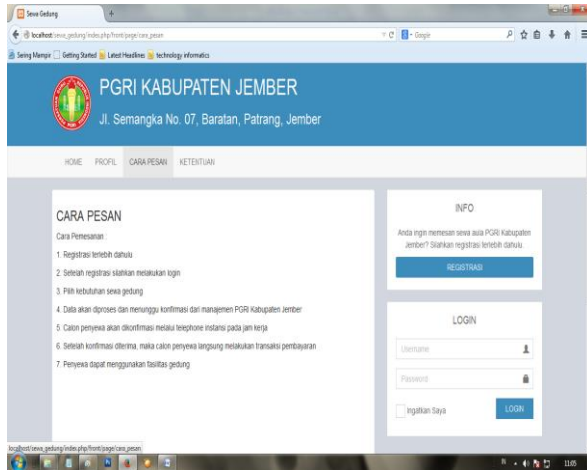 Sewa Gedung
localhost/sewa_gedung/index.php/front/page/cara_pesan
Google
Sering Mampir Getting Started Latest Headlines technology informatics
PGRI KABUPATEN JEMBER
Jl. Semangka No. 07, Baratan, Patrang, Jember
HOME PROFIL CARA PESAN KETENTUAN
CARA PESAN
Cara Pemesanan :
1. Registrasi terlebih dahulu
2. Setelah registrasi silahkan melakukan login
3. Pilih kebutuhan sewa gedung
4. Data akan diproses dan menunggu konfirmasi dari manajemen PGRI Kabupaten Jember
5. Calon penyewa akan dikonfirmasi melalui telephone instansi pada jam kerja
6. Setelah konfirmasi diterima, maka calon penyewa langsung melakukan transaksi pembayaran
7. Penyewa dapat menggunakan fasilitas gedung
INFO
Anda ingin memesan sewa aula PGRI Kabupaten
Jember? Silahkan registrasi terlebih dahulu.
REGISTRASI
LOGIN
Username
Password
Ingatkan Saya
LOGIN
localhost/sewa_gedung/index.php/front/page/cara_pesan
11:05